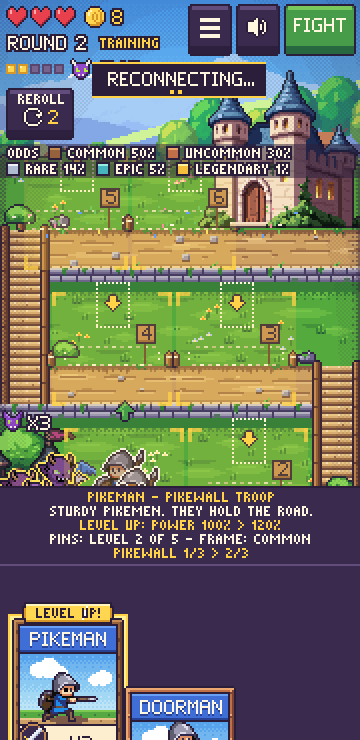 8
FIGHT
ROUND 2 TRAINING
RECONNECTING...
REROLL
2
ODDS COMMON 50% UNCOMMON 30%
RARE 14% EPIC 5% LEGENDARY 1%
5
6
4
3
X3
2
PIKEMAN - PIKEWALL TROOP
STURDY PIKEMEN. THEY HOLD THE ROAD.
LEVEL UP: POWER 100% > 120%
PINS: LEVEL 2 OF 5 - FRAME: COMMON
PIKEWALL 1/3 > 2/3
LEVEL UP!
PIKEMAN
DOORMAN